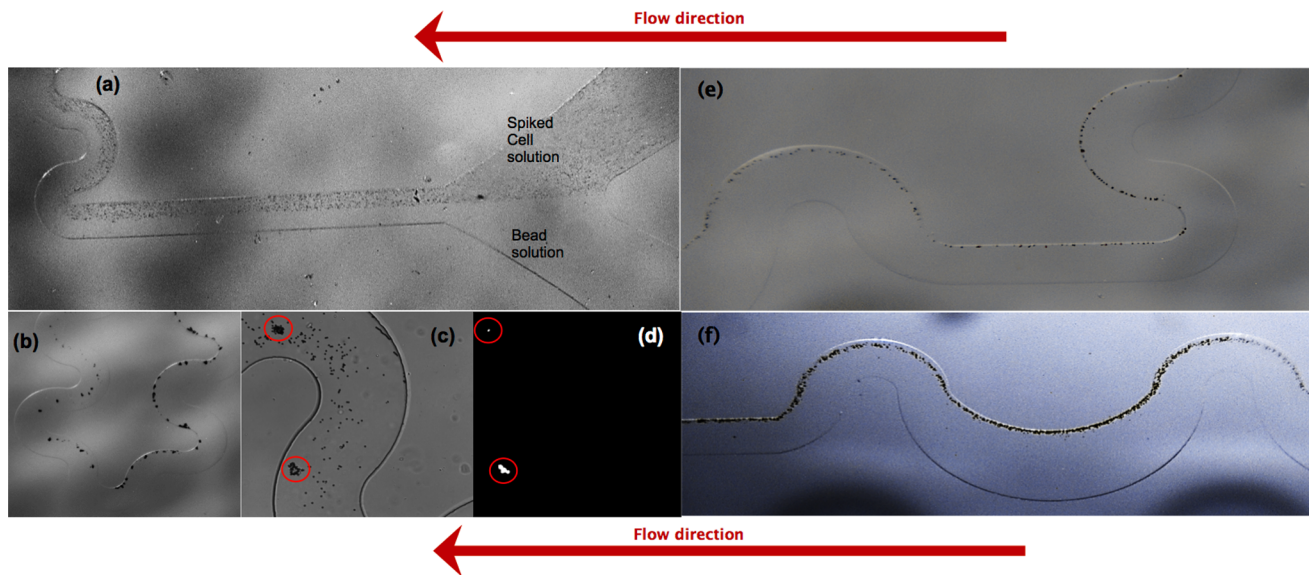 Flow direction
(a)
Spiked
Cell
solution
Bead
solution
(e)
(b)
(c)
(d)
(f)
Flow direction